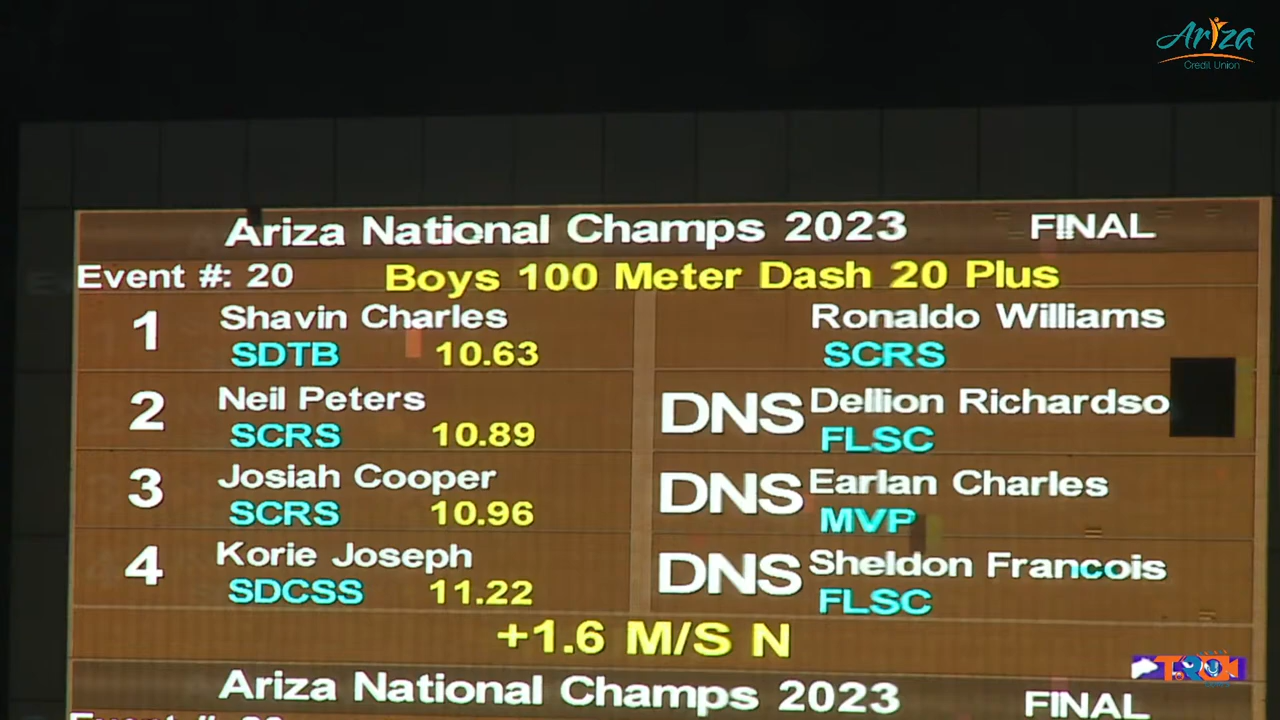 Ariza
Credit Union
Ariza National Champs 2023 FINAL
Event #: 20 Boys 100 Meter Dash 20 Plus
1 Shavin Charles
SDTB 10.63
2 Neil Peters
SCRS 10.89
3 Josiah Cooper
SCRS 10.96
4 Korie Joseph
SDCSS 11.22
Ronaldo Williams
SCRS
DNS Dellion Richardso
FLSC
DNS Earlan Charles
MVP
DNS Sheldon Francois
FLSC
+1.6 M/S N
Ariza National Champs 2023 FINAL